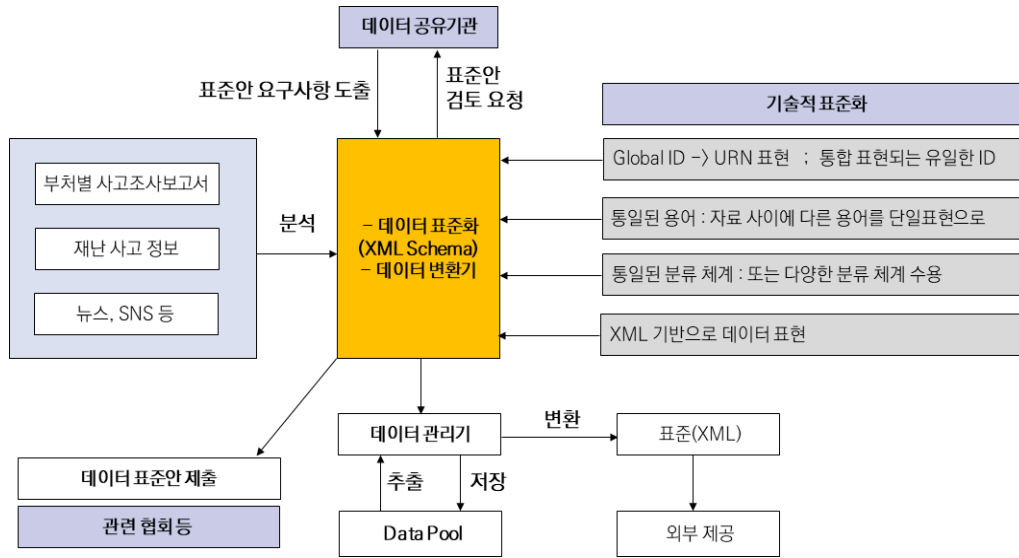 데이터 공유기관
표준안 요구사항 도출
표준안
검토 요청
기술적 표준화
Global ID -> URN 표현 ; 통합 표현되는 유일한 ID
통일된 용어 : 자료 사이에 다른 용어를 단일표현으로
통일된 분류 체계 : 또는 다양한 분류 체계 수용
XML 기반으로 데이터 표현
부처별 사고조사보고서
재난 사고 정보
뉴스, SNS 등
분석
- 데이터 표준화
(XML Schema)
- 데이터 변환기
데이터 관리기
변환
표준(XML)
데이터 표준안 제출
관련 협회 등
추출
저장
Data Pool
외부 제공